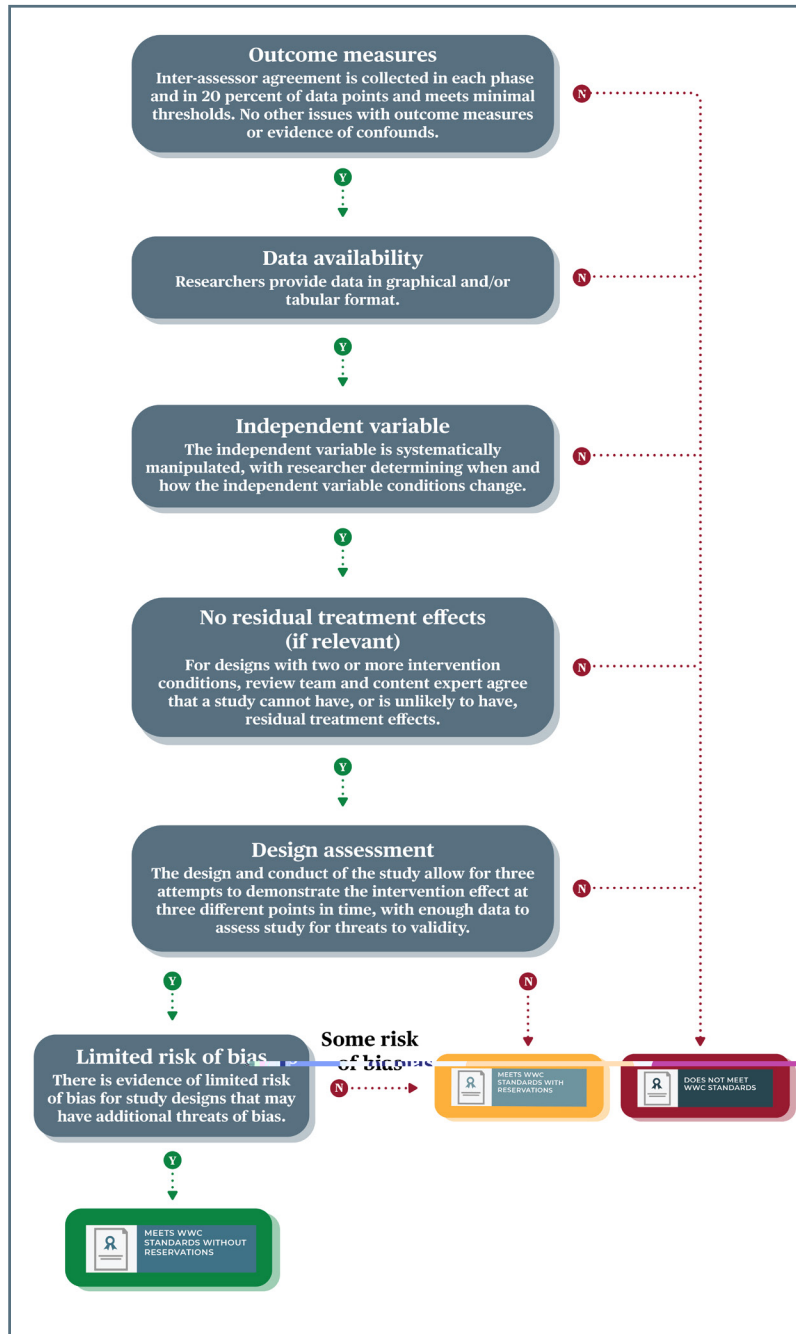 Outcome measures
Inter-assessor agreement is collected in each phase
and in 20 percent of data points and meets minimal
thresholds. No other issues with outcome measures
or evidence of confounds.
N
Y
Data availability
Researchers provide data in graphical and/or
tabular format.
N
Y
Independent variable
The independent variable is systematically
manipulated, with researcher determining when and
how the independent variable conditions change.
N
Y
No residual treatment effects
(if relevant)
For designs with two or more intervention
conditions, review team and content expert agree
that a study cannot have, or is unlikely to have,
residual treatment effects.
N
Y
Design assessment
The design and conduct of the study allow for three
attempts to demonstrate the intervention effect at
three different points in time, with enough data to
assess study for threats to validity.
N
Y
N
Limited risk of bias
There is evidence of limited risk
of bias for study designs that may
have additional threats of bias.
Some risk
of bias
N
MEETS WWC
STANDARDS WITH
RESERVATIONS
DOES NOT MEET
WWC STANDARDS
Y
MEETS WWC
STANDARDS WITHOUT
RESERVATIONS